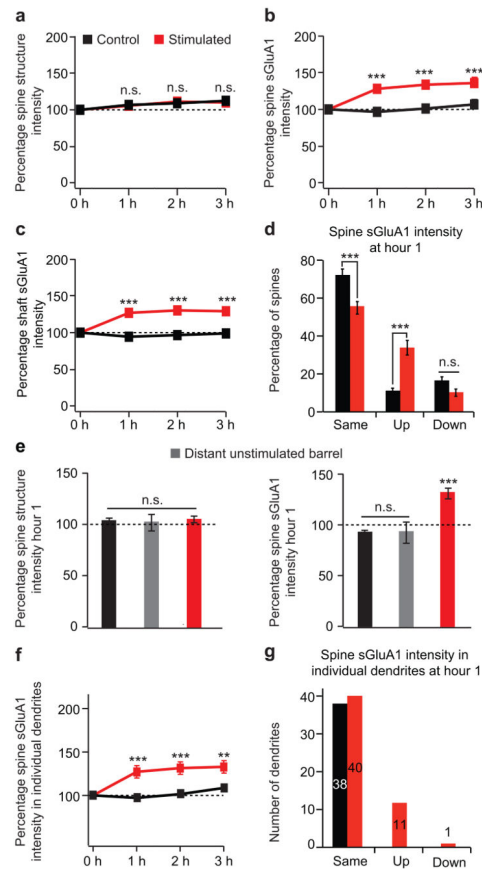 a
Control
Stimulated
Percentage spine structure
intensity
200
150
100
50
0
n.s.
n.s.
n.s.
0 h
1 h
2 h
3 h
b
Percentage spine sGluA1
intensity
200
150
100
50
0
***
***
***
0 h
1 h
2 h
3 h
c
Percentage shaft sGluA1
intensity
200
150
100
50
0
***
***
***
0 h
1 h
2 h
3 h
d
Spine sGluA1 intensity
at hour 1
Percentage of spines
80
60
40
20
0
***
***
n.s.
Same
Up
Down
e
Distant unstimulated barrel
Percentage spine structure
intensity hour 1
150
100
50
0
n.s.
Percentage spine sGluA1
intensity hour 1
150
100
50
0
n.s.
***
f
Percentage spine sGluA1
intensity in individual dendrites
200
150
100
50
0
***
***
**
0 h
1 h
2 h
3 h
g
Spine sGluA1 intensity in
individual dendrites at hour 1
Number of dendrites
40
30
20
10
0
38
40
11
1
Same
Up
Down